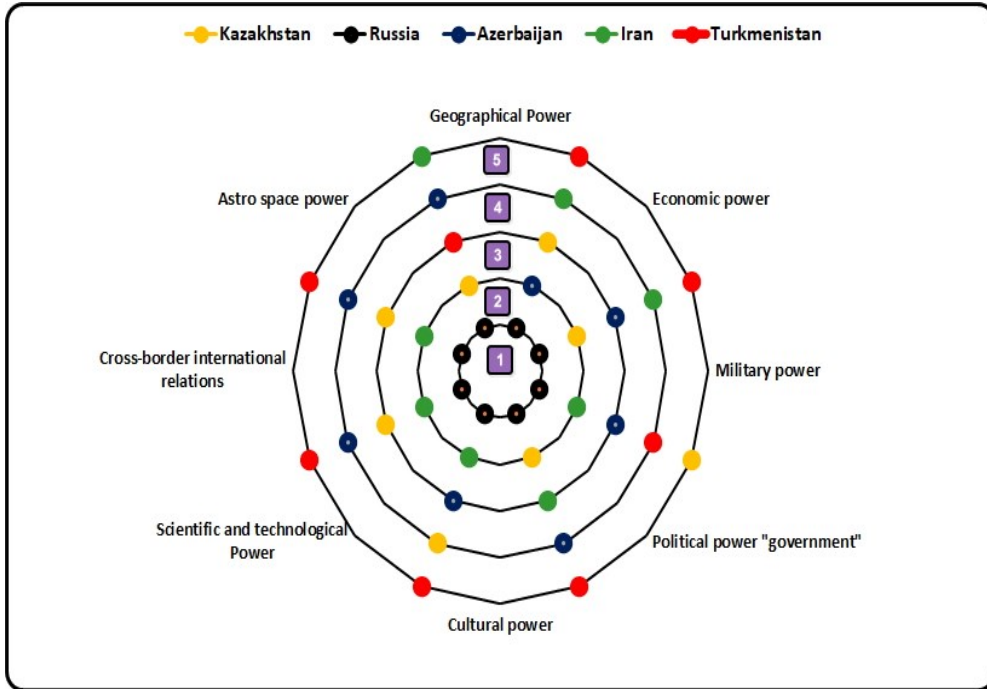 Kazakhstan Russia Azerbaijan Iran Turkmenistan
Geographical Power
5
Astro space power
Economic power
4
3
2
1
Cross-border international
relations
Military power
Scientific and technological
Power
Political power "government"
Cultural power